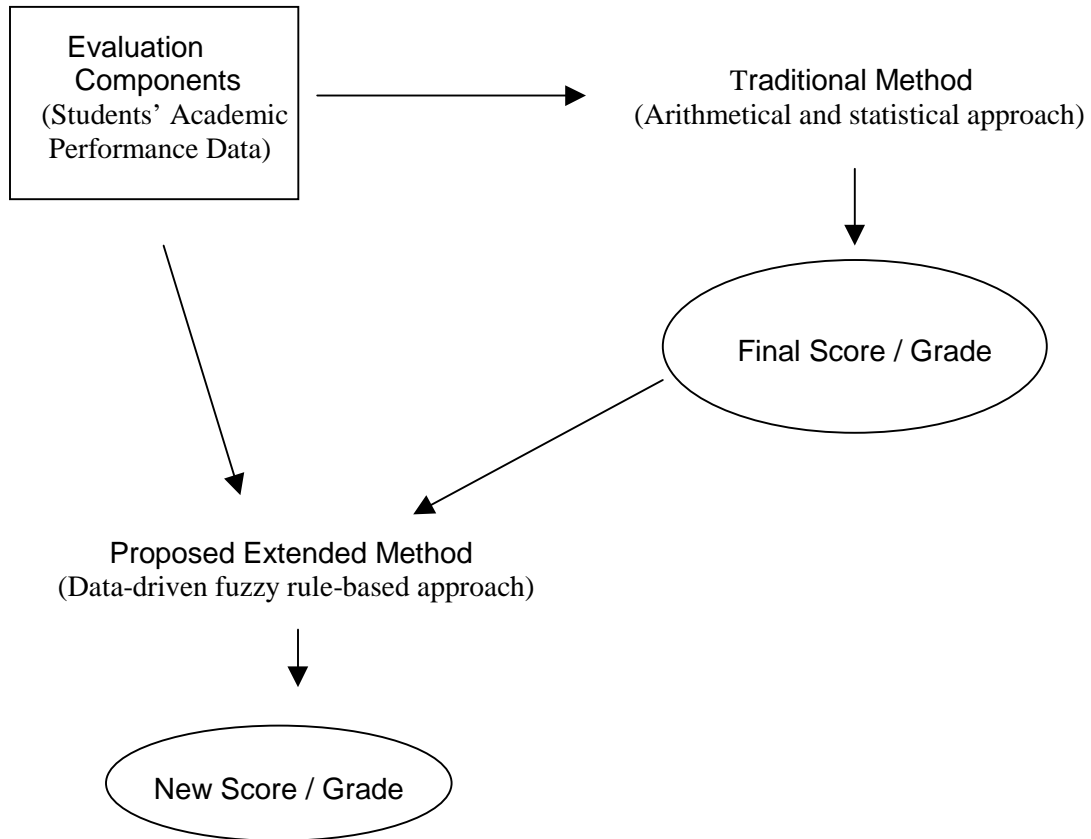 Evaluation
Components
(Students’ Academic
Performance Data)
Traditional Method
(Arithmetical and statistical approach)
Final Score / Grade
Proposed Extended Method
(Data-driven fuzzy rule-based approach)
New Score / Grade